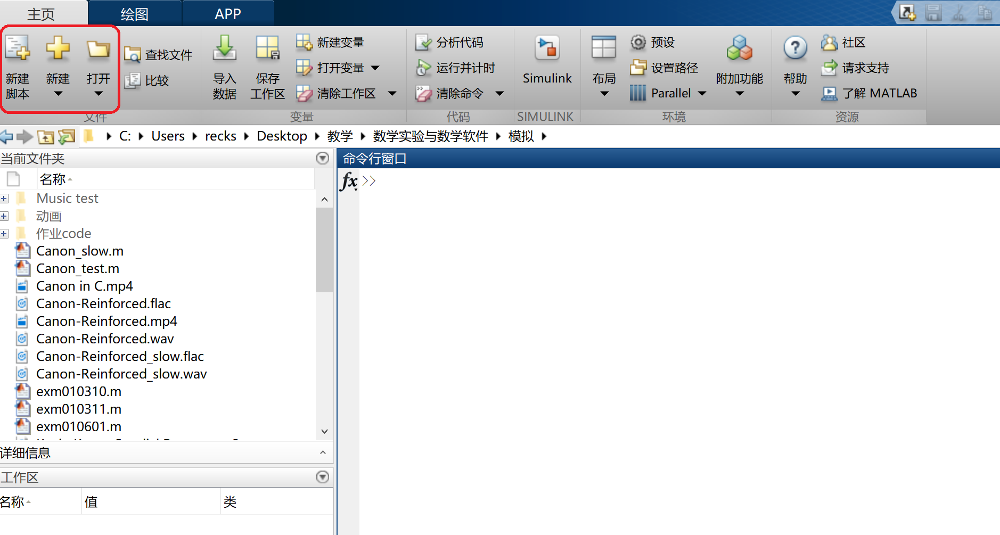 主页 绘图 APP
新建脚本 新建 打开 查找文件 比较
文件
导入数据 保存工作区 新建变量 打开变量 清除工作区
变量
分析代码 运行并计时 清除命令
代码
Simulink
SIMULINK
布局 预设 设置路径 Parallel 附加功能
环境
帮助 社区 请求支持 了解 MATLAB
资源
C: Users recks Desktop 教学 数学实验与数学软件 模拟
当前文件夹
名称
Music test
动画
作业code
Canon_slow.m
Canon_test.m
Canon in C.mp4
Canon-Reinforced.flac
Canon-Reinforced.mp4
Canon-Reinforced.wav
Canon-Reinforced_slow.flac
Canon-Reinforced_slow.wav
exm010310.m
exm010311.m
exm010601.m
详细信息
工作区
名称 值 类
命令行窗口
fx >>